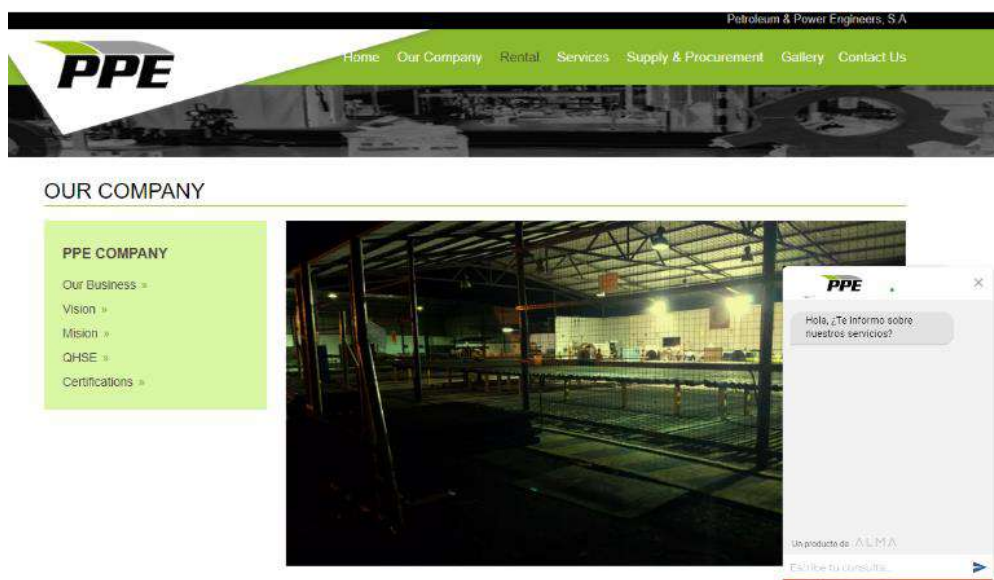 Petroleum & Power Engineers, S.A
PPE
Home Our Company Rental Services Supply & Procurement Gallery Contact Us
OUR COMPANY
PPE COMPANY
Our Business »
Vision »
Mision »
QHSE »
Certifications »
PPE
×
Hola, ¿Te informo sobre
nuestros servicios?
Un producto de ALMA
Escribe tu consulta...